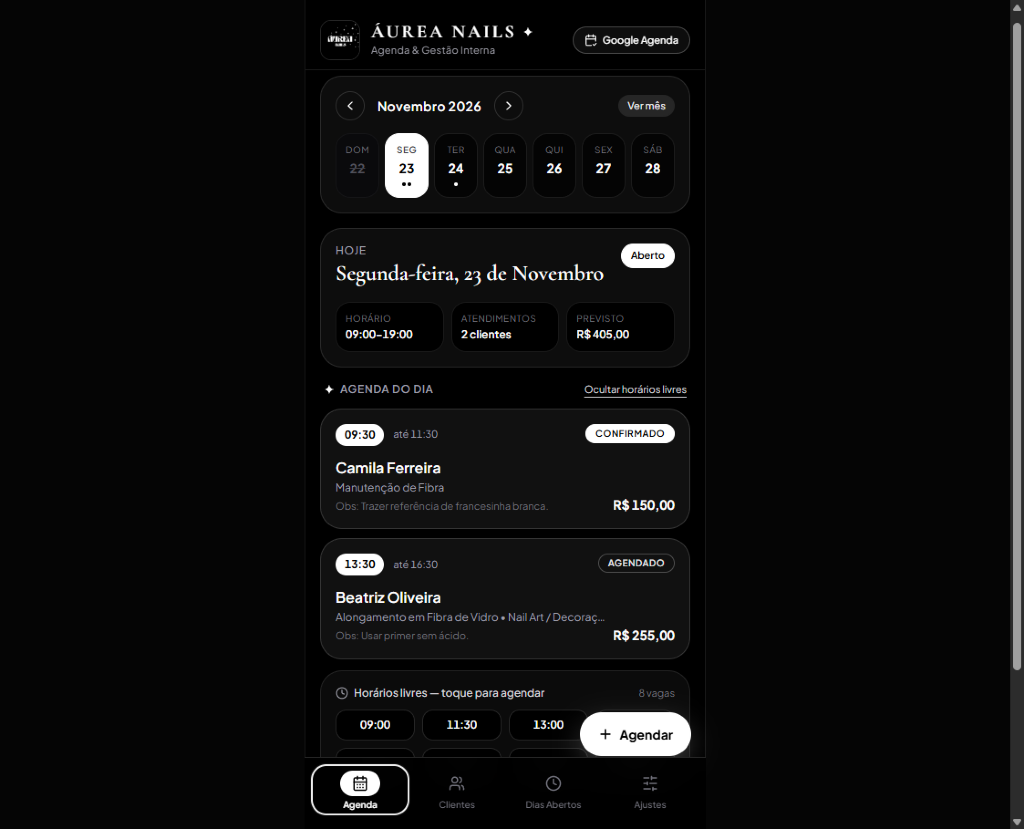 ÁUREA NAILS ✦
Agenda & Gestão Interna
Google Agenda
Novembro 2026
Ver mês
DOM SEG TER QUA QUI SEX SÁB
22 23 24 25 26 27 28
HOJE
Segunda-feira, 23 de Novembro
Aberto
HORÁRIO ATENDIMENTOS PREVISTO
09:00–19:00 2 clientes R$ 405,00
✦ AGENDA DO DIA
Ocultar horários livres
09:30 até 11:30 CONFIRMADO
Camila Ferreira
Manutenção de Fibra
Obs: Trazer referência de francesinha branca.
R$ 150,00
13:30 até 16:30 AGENDADO
Beatriz Oliveira
Alongamento em Fibra de Vidro • Nail Art / Decoraç...
Obs: Usar primer sem ácido.
R$ 255,00
Horários livres — toque para agendar
8 vagas
09:00 11:30 13:00
+ Agendar
Agenda Clientes Dias Abertos Ajustes